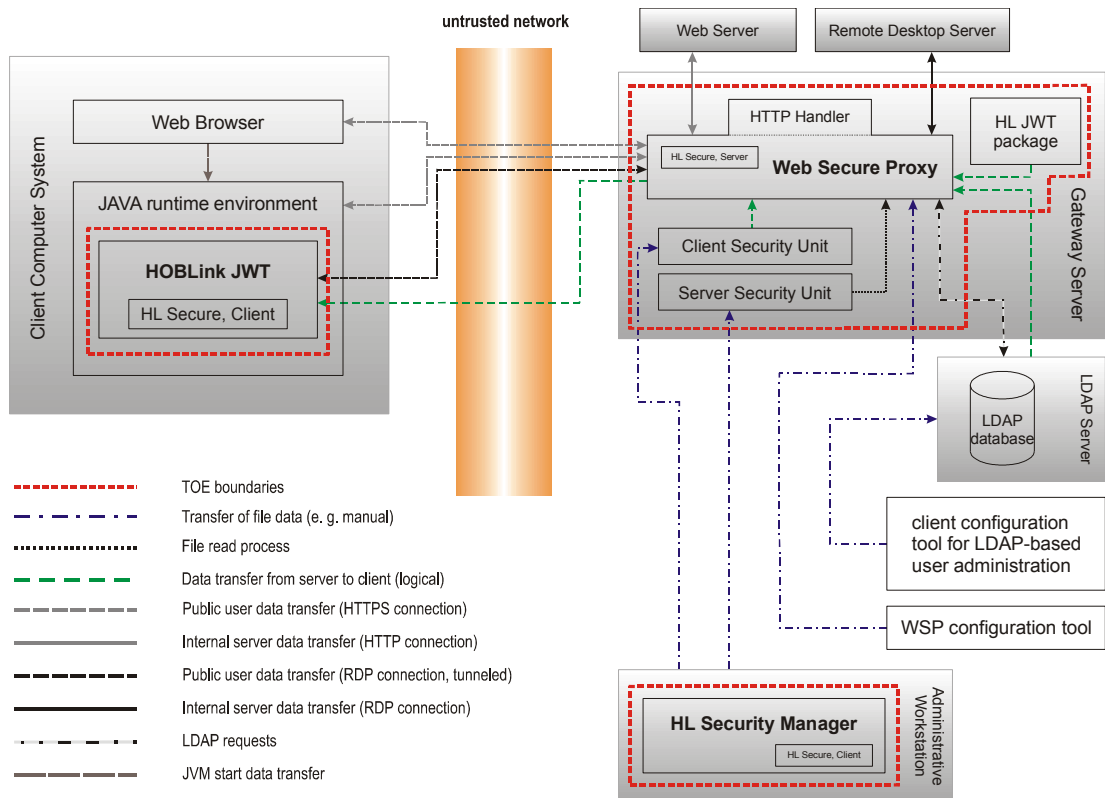 untrusted network
Client Computer System
Web Browser
JAVA runtime environment
HOBLink JWT
HL Secure, Client
Web Server
Remote Desktop Server
HTTP Handler
HL Secure, Server
Web Secure Proxy
HL JWT
package
Gateway Server
Client Security Unit
Server Security Unit
LDAP
database
LDAP Server
client configuration
tool for LDAP-based
user administration
WSP configuration tool
HL Security Manager
HL Secure, Client
Administrative
Workstation
TOE boundaries
Transfer of file data (e. g. manual)
File read process
Data transfer from server to client (logical)
Public user data transfer (HTTPS connection)
Internal server data transfer (HTTP connection)
Public user data transfer (RDP connection, tunneled)
Internal server data transfer (RDP connection)
LDAP requests
JVM start data transfer